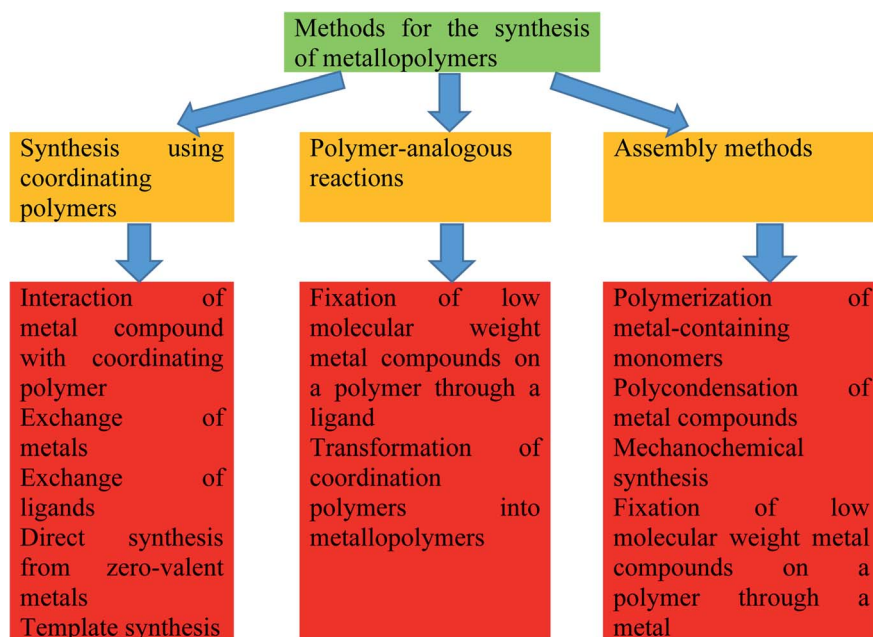 Methods for the synthesis
of metallopolymers
Synthesis using
coordinating
polymers
Polymer-analogous
reactions
Assembly methods
Interaction of
metal compound
with coordinating
polymer
Exchange of
metals
Exchange of
ligands
Direct synthesis
from zero-valent
metals
Template synthesis
Fixation of low
molecular weight
metal compounds on
a polymer through a
ligand
Transformation of
coordination
polymers into
metallopolymers
Polymerization of
metal-containing
monomers
Polycondensation of
metal compounds
Mechanochemical
synthesis
Fixation of low
molecular weight metal
compounds on a
polymer through a
metal